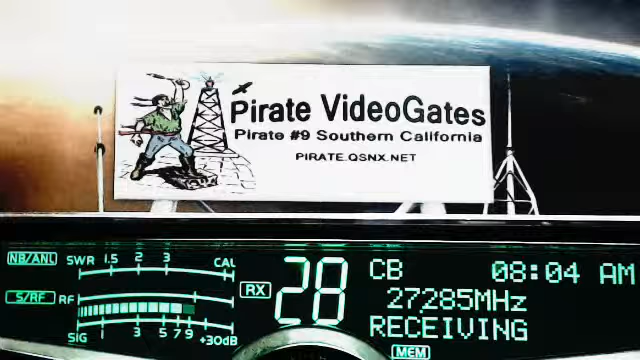 Pirate VideoGates
Pirate #9 Southern California
PIRATE.QSNX.NET
NB/ANL SWR 1.5 2 3 CAL
S/RF RF
SIG 1 3 5 7 9 +30dB
RX 28
CB 08:04 AM
27285MHz
RECEIVING
MEM